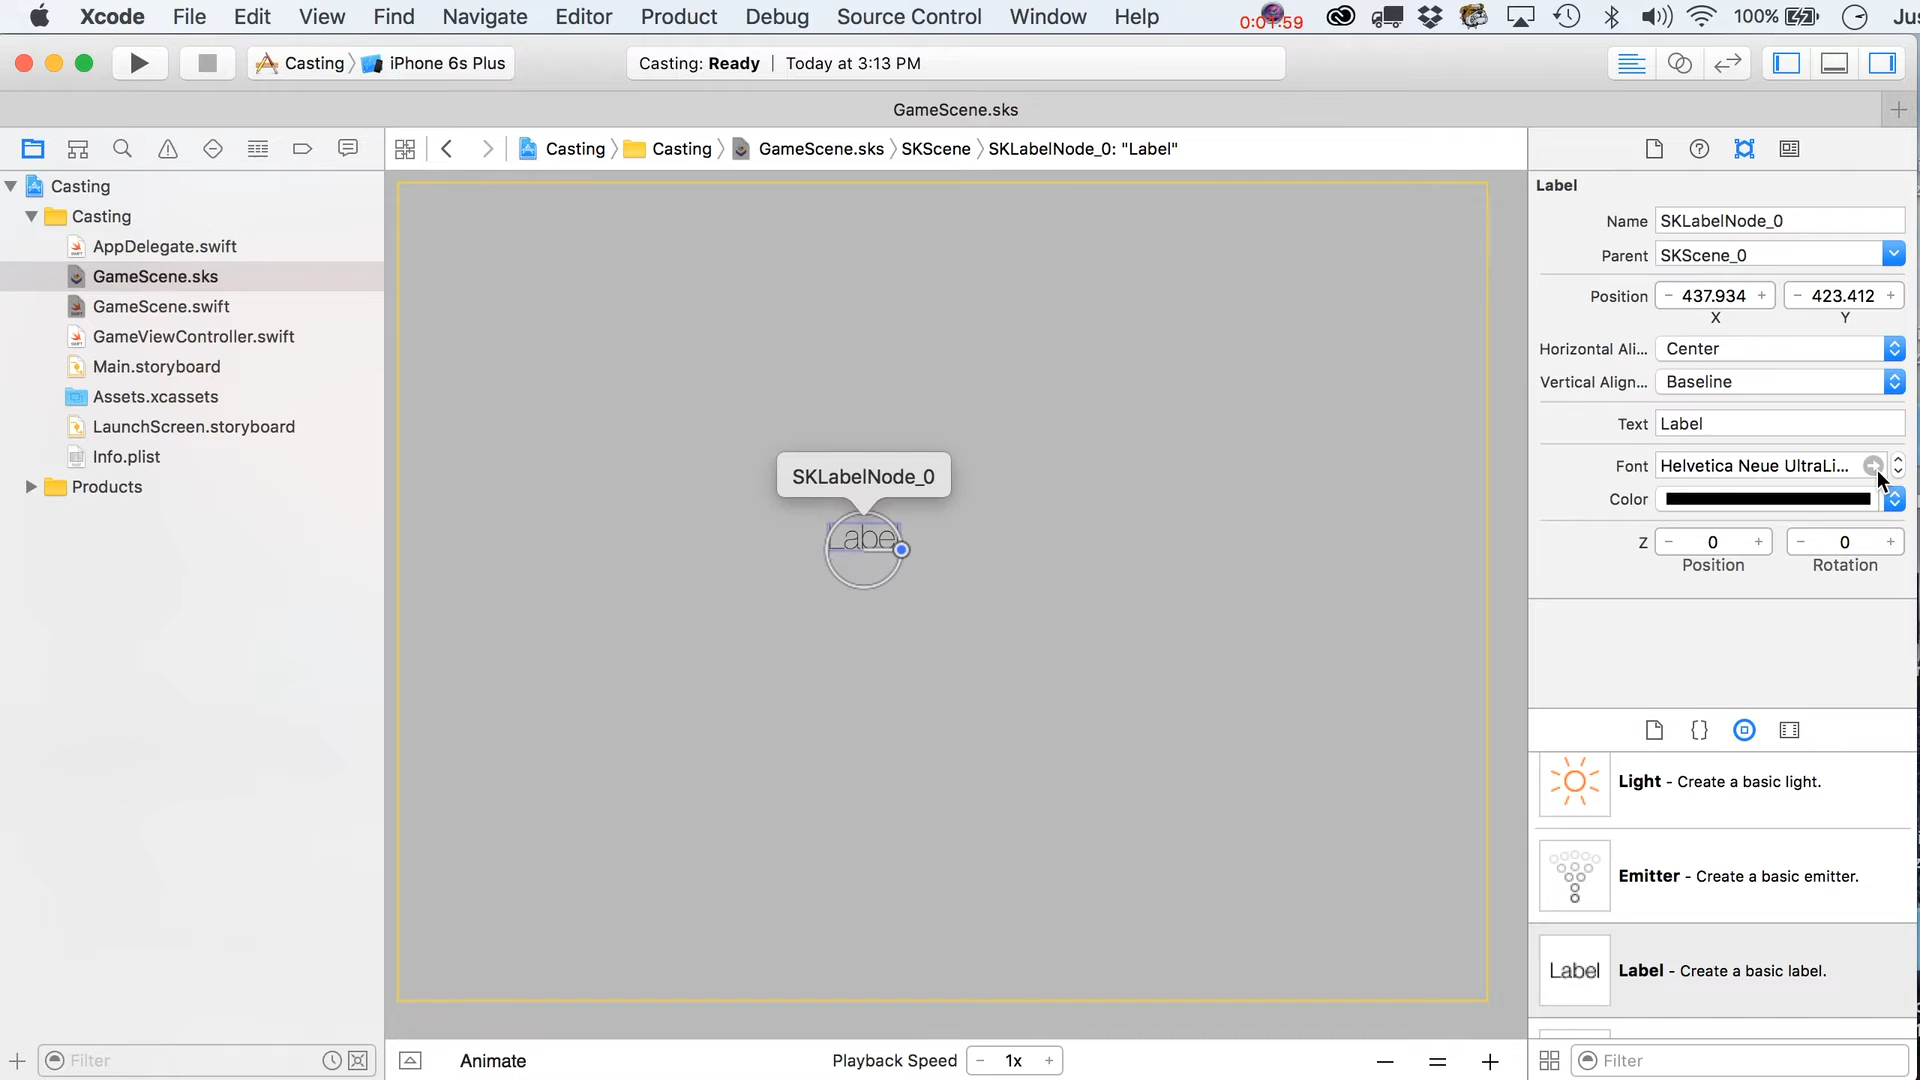 Xcode File Edit View Find Navigate Editor Product Debug Source Control Window Help 0:01:59 100%
Casting iPhone 6s Plus Casting: Ready | Today at 3:13 PM
GameScene.sks
Casting Casting GameScene.sks SKScene SKLabelNode_0: "Label"
Casting
Casting
AppDelegate.swift
GameScene.sks
GameScene.swift
GameViewController.swift
Main.storyboard
Assets.xcassets
LaunchScreen.storyboard
Info.plist
Products
Filter
SKLabelNode_0
Label
Animate Playback Speed - 1x +
Label
Name SKLabelNode_0
Parent SKScene_0
Position - 437.934 + - 423.412 +
X Y
Horizontal Ali... Center
Vertical Align... Baseline
Text Label
Font Helvetica Neue UltraLi...
Color
Z - 0 + - 0 +
Position Rotation
{}
Light - Create a basic light.
Emitter - Create a basic emitter.
Label Label - Create a basic label.
Filter